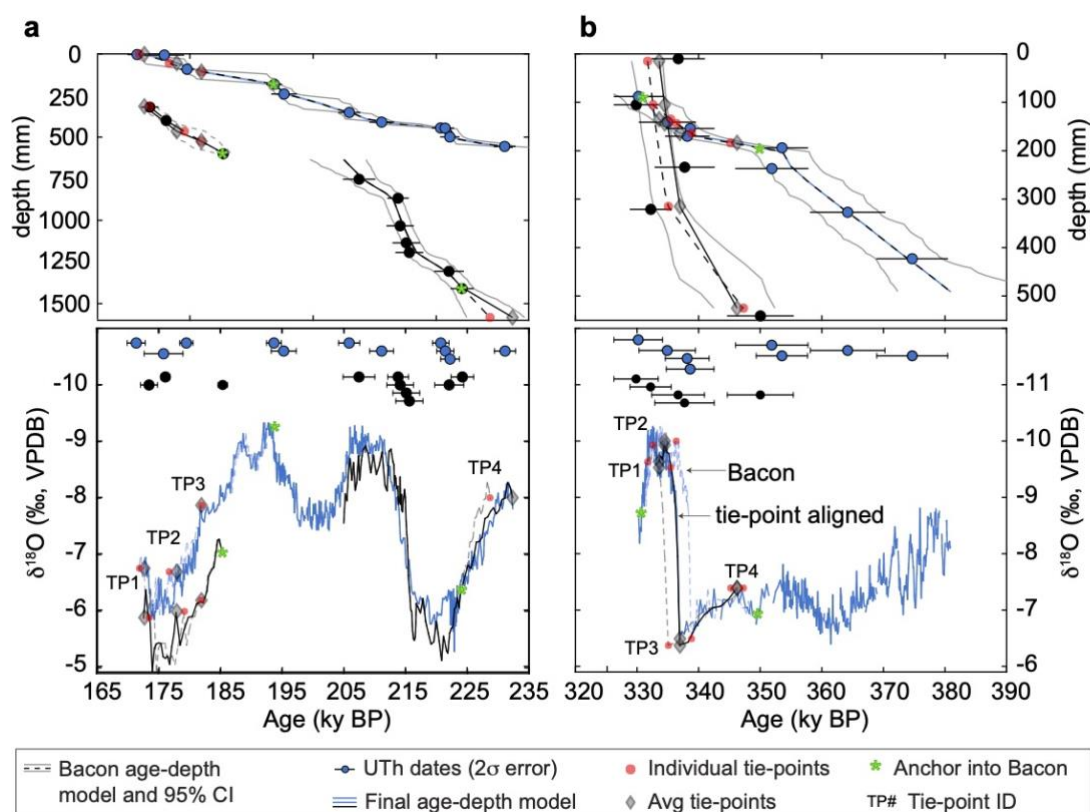 a
b
0
250
500
750
1000
1250
1500
depth (mm)
0
100
200
300
400
500
depth (mm)
-10
-9
-8
-7
-6
-5
δ18O (‰, VPDB)
TP1
TP2
TP3
TP4
165
175
185
195
205
215
225
235
Age (ky BP)
-11
-10
-9
-8
-7
-6
δ18O (‰, VPDB)
TP2
TP1
Bacon
tie-point aligned
TP3
TP4
320
330
340
350
360
370
380
390
Age (ky BP)
Bacon age-depth
model and 95% CI
UTh dates (2σ error)
Final age-depth model
Individual tie-points
Avg tie-points
Anchor into Bacon
TP# Tie-point ID